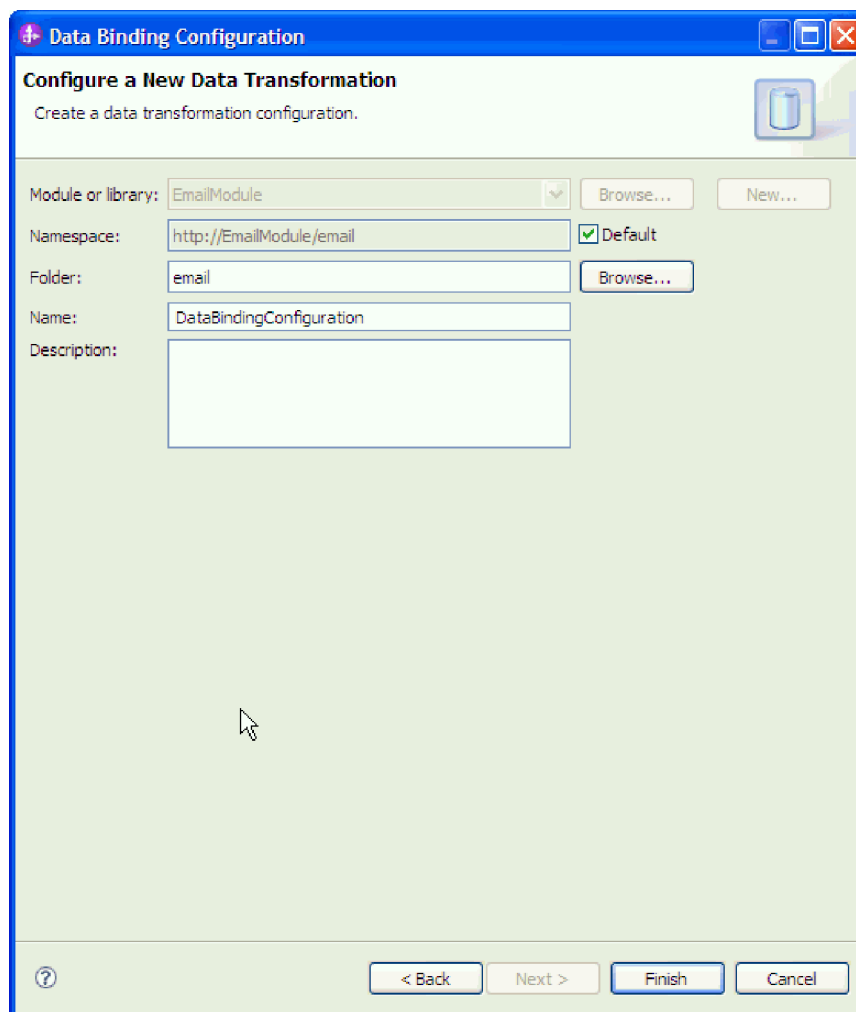 Data Binding Configuration
Configure a New Data Transformation
Create a data transformation configuration.
Module or library: EmailModule Browse... New...
Namespace: http://EmailModule/email Default
Folder: email Browse...
Name: DataBindingConfiguration
Description:
? < Back Next > Finish Cancel